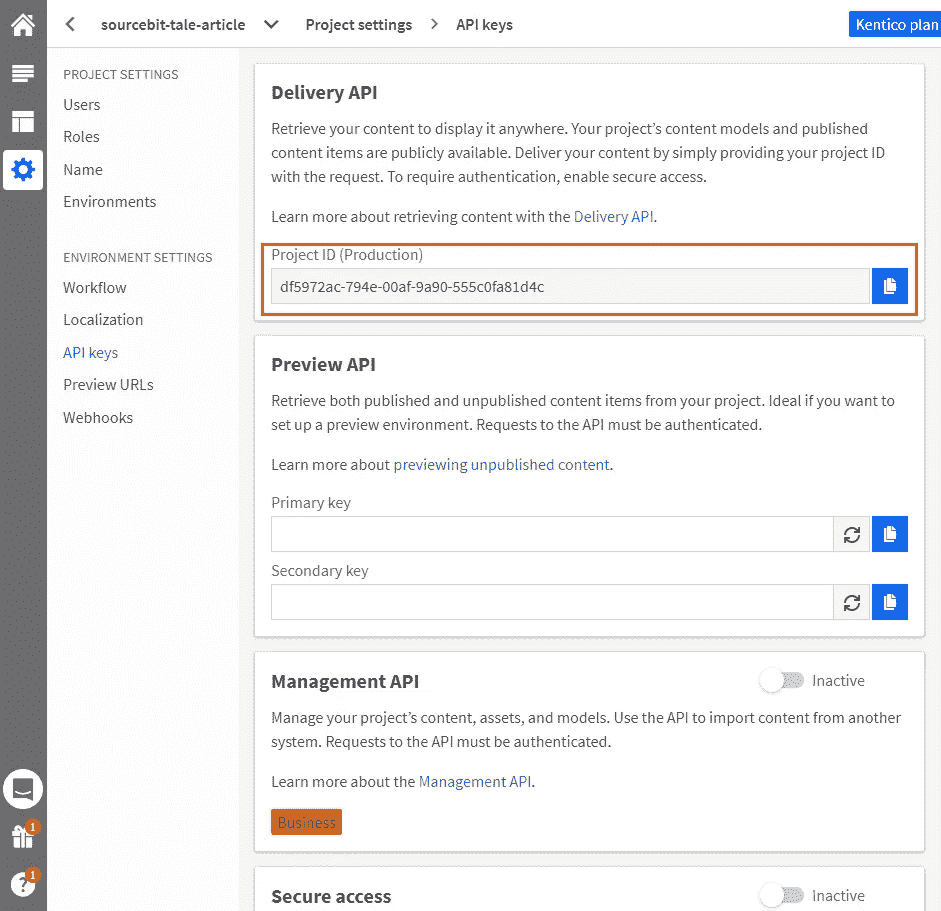 sourcebit-tale-article
Project settings > API keys
Kentico plan
PROJECT SETTINGS
Users
Roles
Name
Environments
ENVIRONMENT SETTINGS
Workflow
Localization
API keys
Preview URLs
Webhooks
1
1
?
Delivery API
Retrieve your content to display it anywhere. Your project's content models and published
content items are publicly available. Deliver your content by simply providing your project ID
with the request. To require authentication, enable secure access.
Learn more about retrieving content with the Delivery API.
Project ID (Production)
df5972ac-794e-00af-9a90-555c0fa81d4c
Preview API
Retrieve both published and unpublished content items from your project. Ideal if you want to
set up a preview environment. Requests to the API must be authenticated.
Learn more about previewing unpublished content.
Primary key
Secondary key
Management API
Inactive
Manage your project's content, assets, and models. Use the API to import content from another
system. Requests to the API must be authenticated.
Learn more about the Management API.
Business
Secure access
Inactive